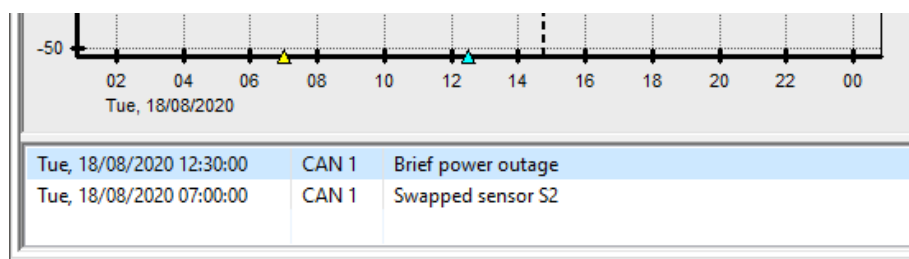 -50
02 04 06 08 10 12 14 16 18 20 22 00
Tue, 18/08/2020
Tue, 18/08/2020 12:30:00 CAN 1 Brief power outage
Tue, 18/08/2020 07:00:00 CAN 1 Swapped sensor S2